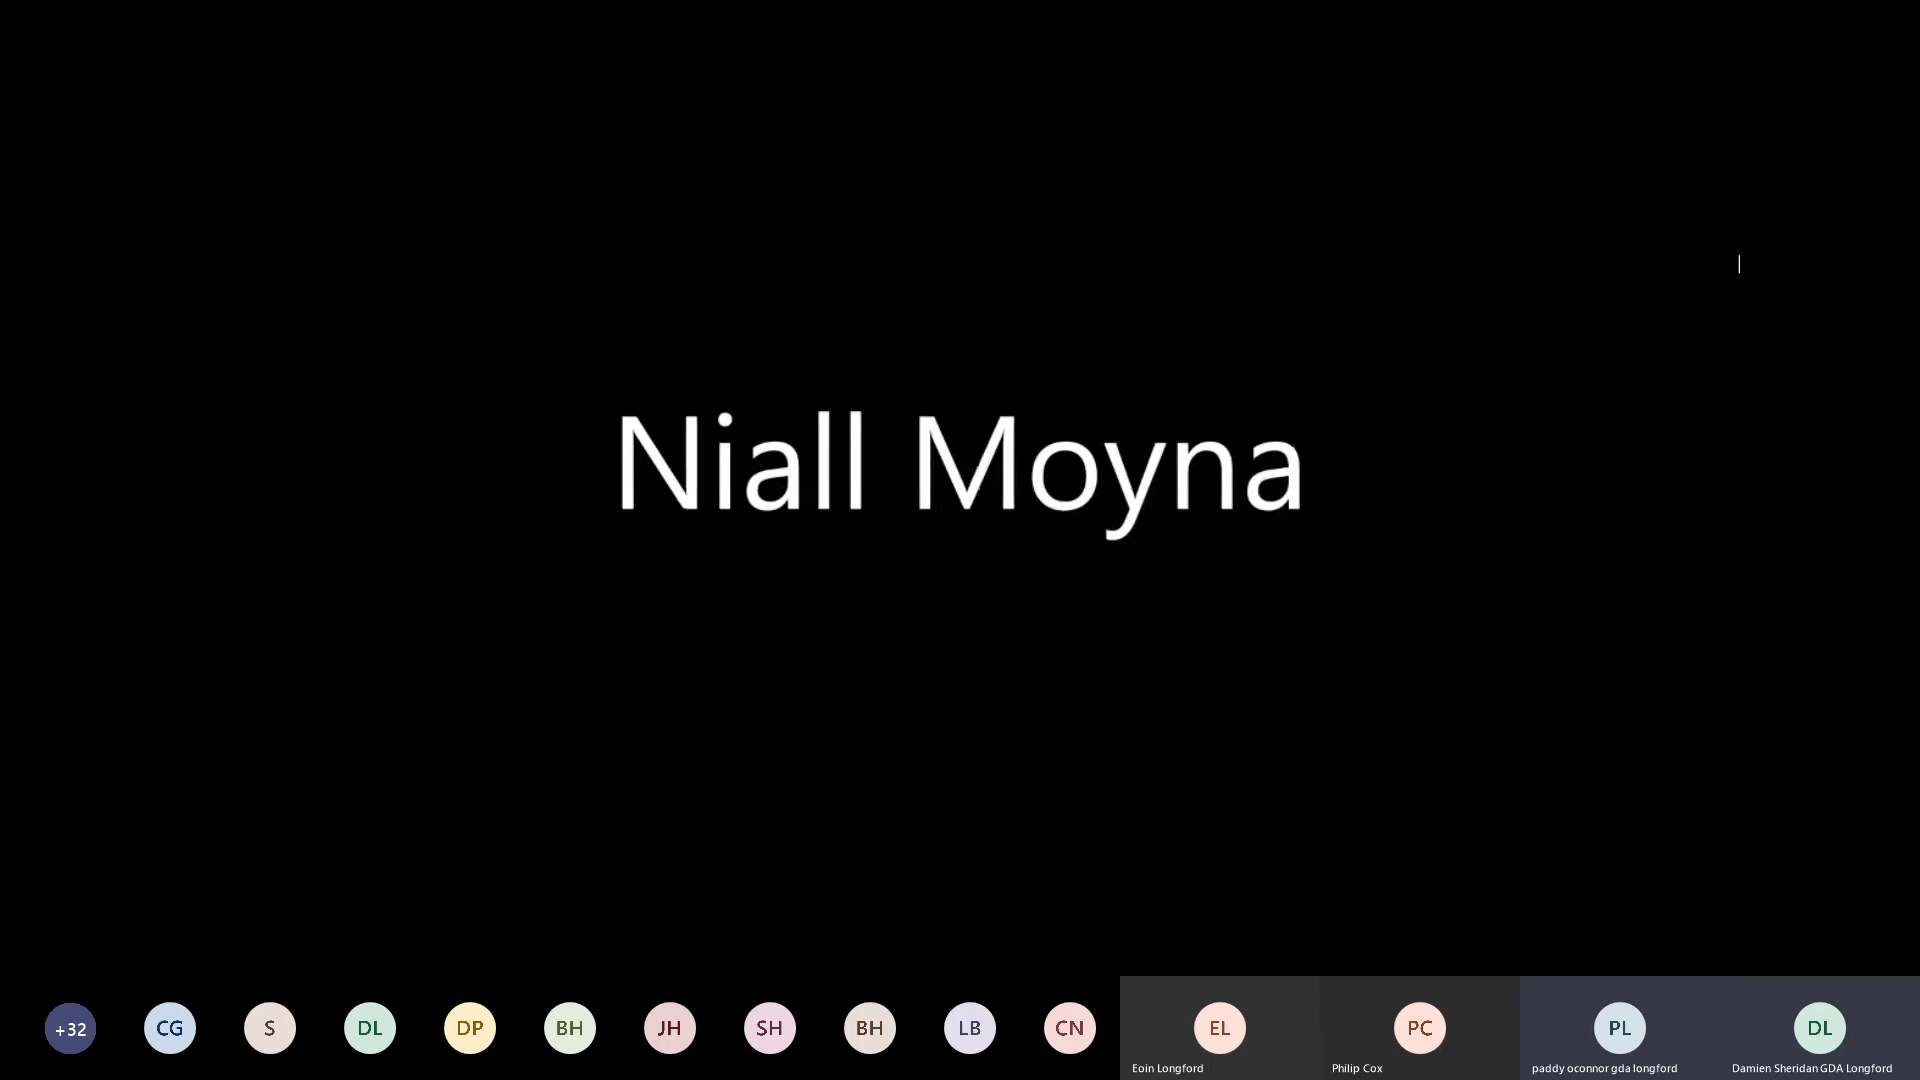 Niall Moyna
+32
CG
S
DL
DP
BH
JH
SH
BH
LB
CN
EL
PC
PL
DL
Eoin Longford
Philip Cox
paddy oconnor gda longford
Damien Sheridan GDA Longford